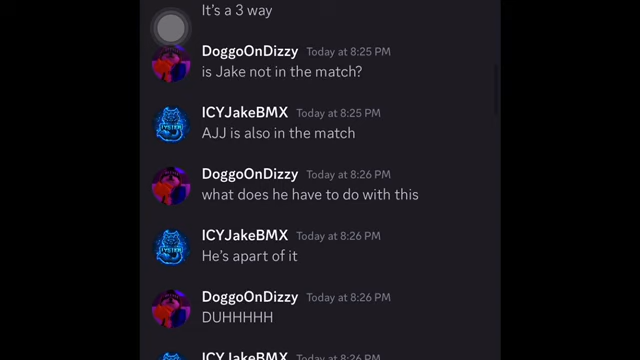 It's a 3 way
DoggoOnDizzy Today at 8:25 PM
is Jake not in the match?
ICYJakeBMX Today at 8:25 PM
AJJ is also in the match
DoggoOnDizzy Today at 8:26 PM
what does he have to do with this
ICYJakeBMX Today at 8:26 PM
He's apart of it
DoggoOnDizzy Today at 8:26 PM
DUHHHHH
ICYJakeBMX Today at 8:26 PM